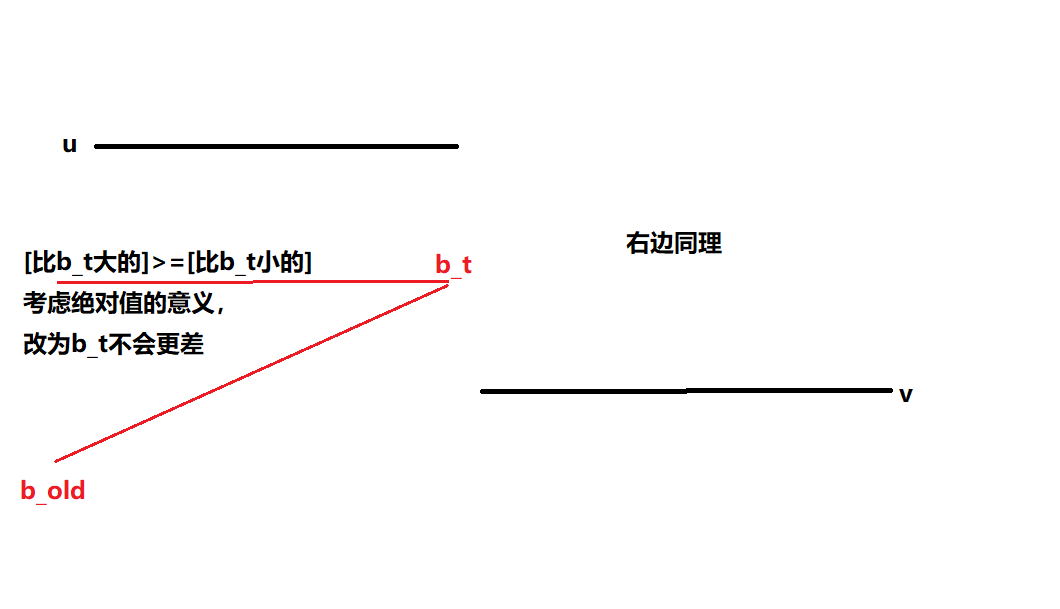 u
右边同理
[比b_t大的]>=[比b_t小的]
b_t
考虑绝对值的意义，
改为b_t不会更差
v
b_old